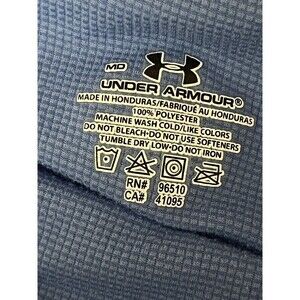 MD
UNDER ARMOUR®
MADE IN HONDURAS/FABRIQUÉ AU HONDURAS
100% POLYESTER
MACHINE WASH COLD/LIKE COLORS
DO NOT BLEACH•DO NOT USE SOFTENERS
TUMBLE DRY LOW•DO NOT IRON
RN# 96510
CA# 41095